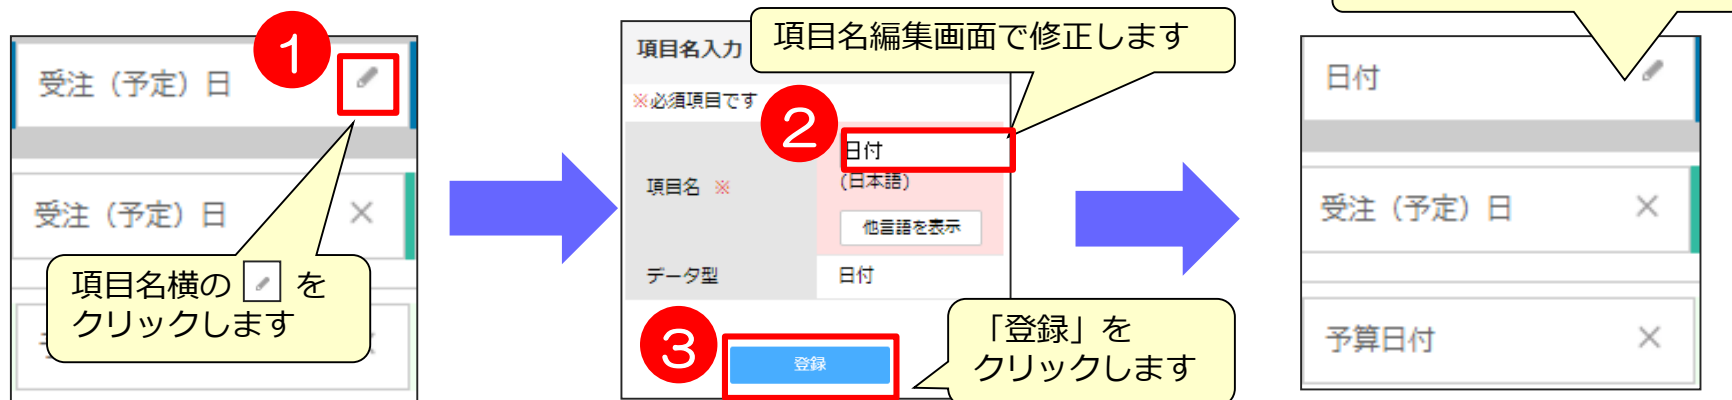 受注（予定）日
1
受注（予定）日 ×
項目名横の を
クリックします
項目名入力
項目名編集画面で修正します
※必須項目です
2
日付
項目名 ※
(日本語)
他言語を表示
データ型 日付
3
登録
「登録」を
クリックします
日付
受注（予定）日 ×
予算日付 ×